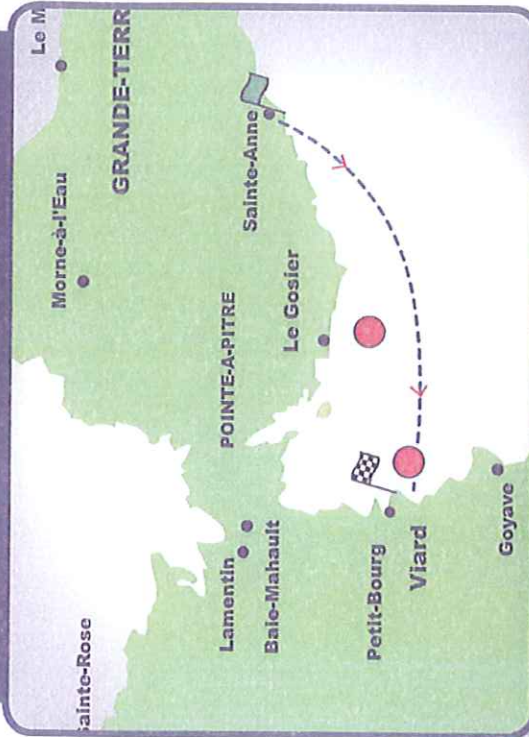 Le M
Morne-à-l'Eau
ainte-Rose
GRANDE-TERR
Lamentin
POINTE-A-PITRE
Sainte-Anne
Baie-Mahault
Le Gosier
Petit-Bourg
Viard
Goyave